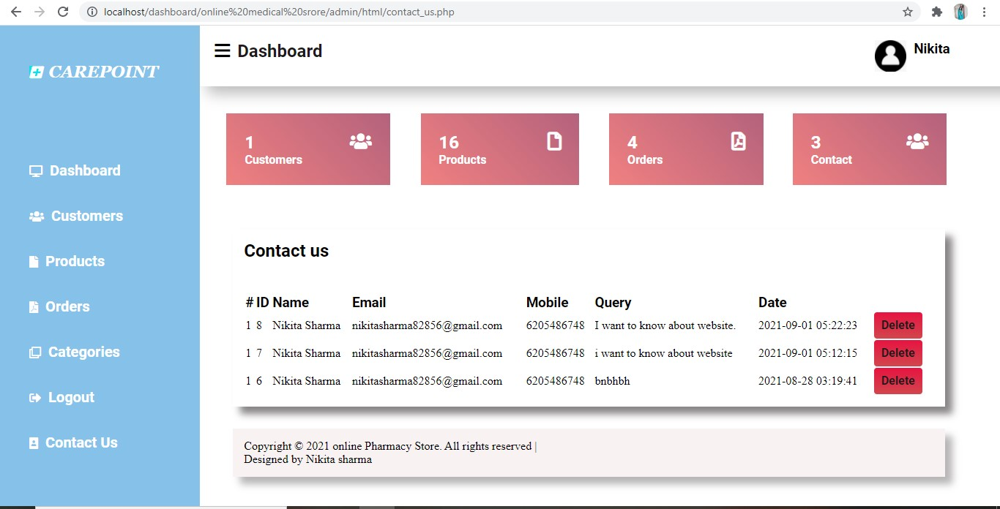 localhost/dashboard/online%20medical%20srore/admin/html/contact_us.php
CAREPOINT
Dashboard
Customers
Products
Orders
Categories
Logout
Contact Us
Dashboard
Nikita
1
Customers
16
Products
4
Orders
3
Contact
Contact us
# ID Name Email Mobile Query Date
1 8 Nikita Sharma nikitasharma82856@gmail.com 6205486748 I want to know about website. 2021-09-01 05:22:23 Delete
1 7 Nikita Sharma nikitasharma82856@gmail.com 6205486748 i want to know about website 2021-09-01 05:12:15 Delete
1 6 Nikita Sharma nikitasharma82856@gmail.com 6205486748 bnbhbh 2021-08-28 03:19:41 Delete
Copyright © 2021 online Pharmacy Store. All rights reserved |
Designed by Nikita sharma